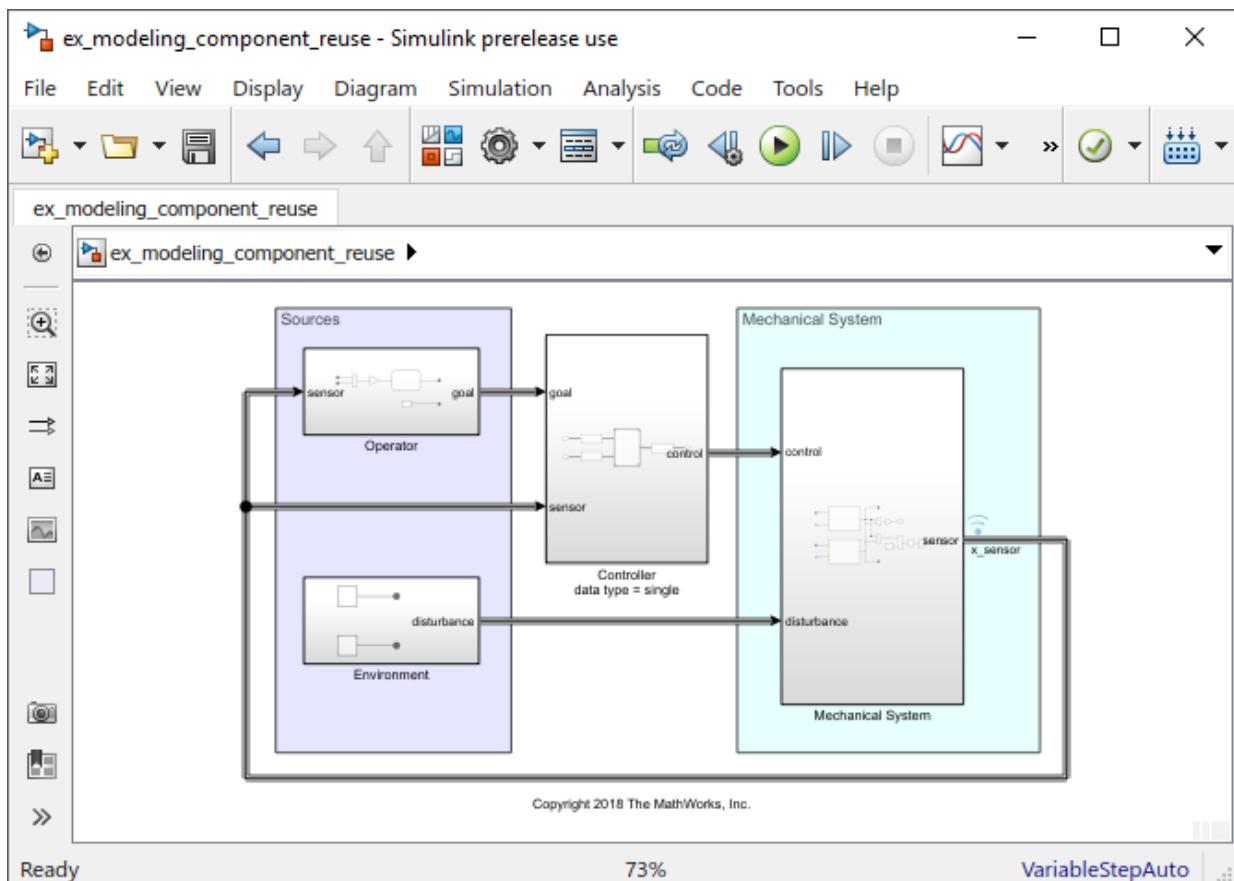 ex_modeling_component_reuse - Simulink prerelease use
File Edit View Display Diagram Simulation Analysis Code Tools Help
ex_modeling_component_reuse
ex_modeling_component_reuse
Sources
sensor
goal
Operator
goal
sensor
control
Controller
data type = single
disturbance
Environment
Mechanical System
control
disturbance
sensor
x_sensor
Mechanical System
Copyright 2018 The MathWorks, Inc.
Ready 73% VariableStepAuto